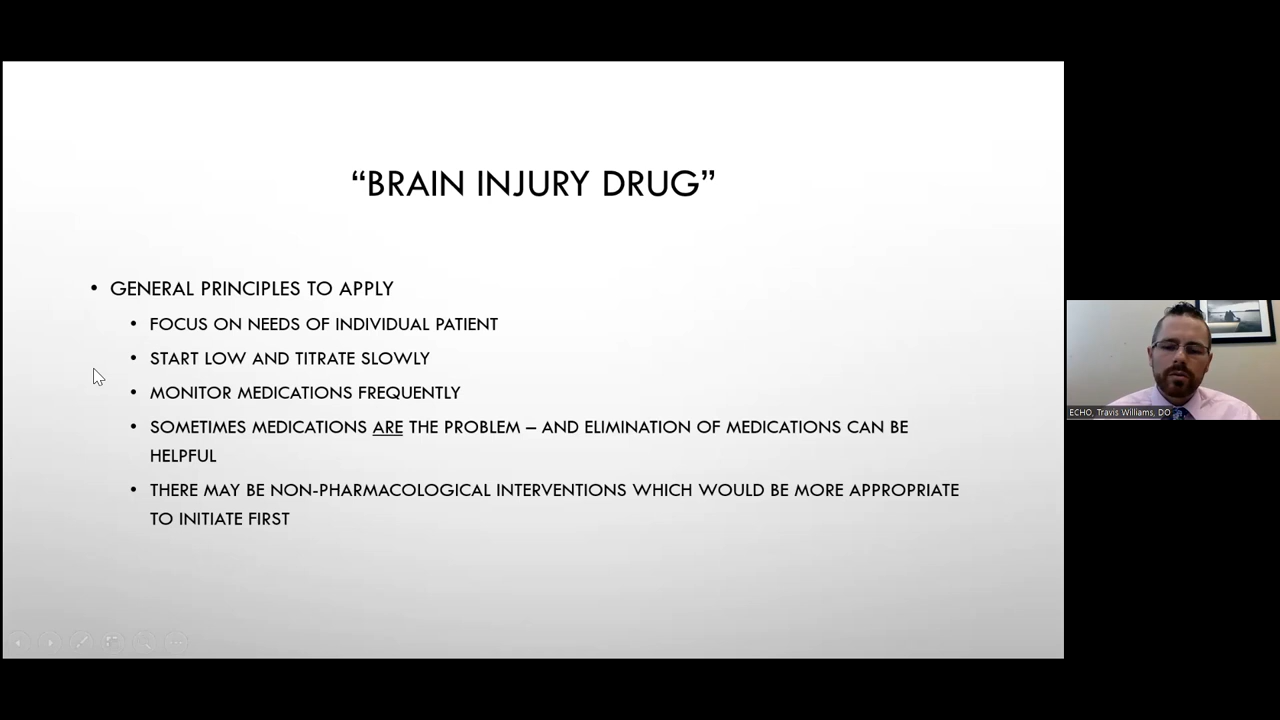 “BRAIN INJURY DRUG”
• GENERAL PRINCIPLES TO APPLY
• FOCUS ON NEEDS OF INDIVIDUAL PATIENT
• START LOW AND TITRATE SLOWLY
• MONITOR MEDICATIONS FREQUENTLY
• SOMETIMES MEDICATIONS ARE THE PROBLEM – AND ELIMINATION OF MEDICATIONS CAN BE
HELPFUL
• THERE MAY BE NON-PHARMACOLOGICAL INTERVENTIONS WHICH WOULD BE MORE APPROPRIATE
TO INITIATE FIRST
ECHO, Travis Williams, DO